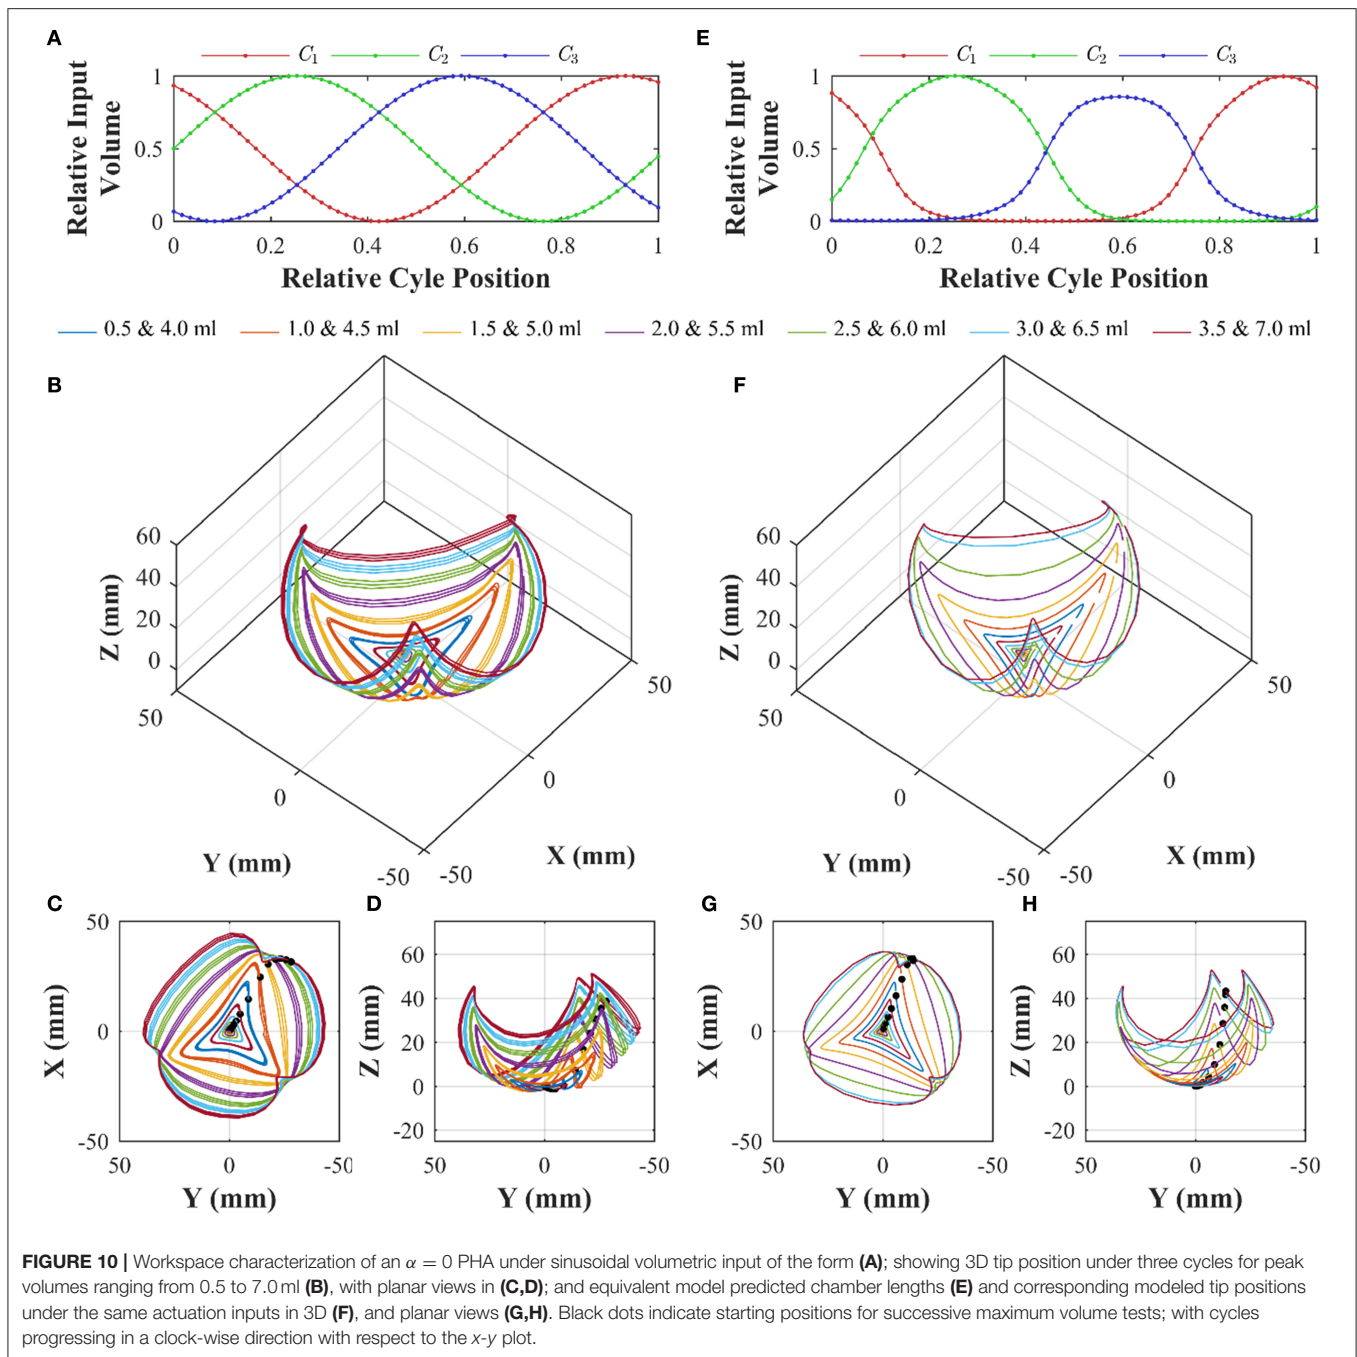 A
E
C1 C2 C3
C1 C2 C3
Relative Input
Volume
1
0.5
0
0 0.2 0.4 0.6 0.8 1
Relative Cyle Position
Relative Input
Volume
1
0.5
0
0 0.2 0.4 0.6 0.8 1
Relative Cyle Position
0.5 & 4.0 ml 1.0 & 4.5 ml 1.5 & 5.0 ml 2.0 & 5.5 ml 2.5 & 6.0 ml 3.0 & 6.5 ml 3.5 & 7.0 ml
B
Z (mm)
60
40
20
0
50
0
-50
Y (mm)
-50
0
50
X (mm)
F
Z (mm)
60
40
20
0
50
0
-50
Y (mm)
-50
0
50
X (mm)
C
X (mm)
50
0
-50
50 0 -50
Y (mm)
D
Z (mm)
60
40
20
0
-20
50 0 -50
Y (mm)
G
X (mm)
50
0
-50
50 0 -50
Y (mm)
H
Z (mm)
60
40
20
0
-20
50 0 -50
Y (mm)
FIGURE 10 | Workspace characterization of an α = 0 PHA under sinusoidal volumetric input of the form (A); showing 3D tip position under three cycles for peak
volumes ranging from 0.5 to 7.0 ml (B), with planar views in (C,D); and equivalent model predicted chamber lengths (E) and corresponding modeled tip positions
under the same actuation inputs in 3D (F), and planar views (G,H). Black dots indicate starting positions for successive maximum volume tests; with cycles
progressing in a clock-wise direction with respect to the x-y plot.